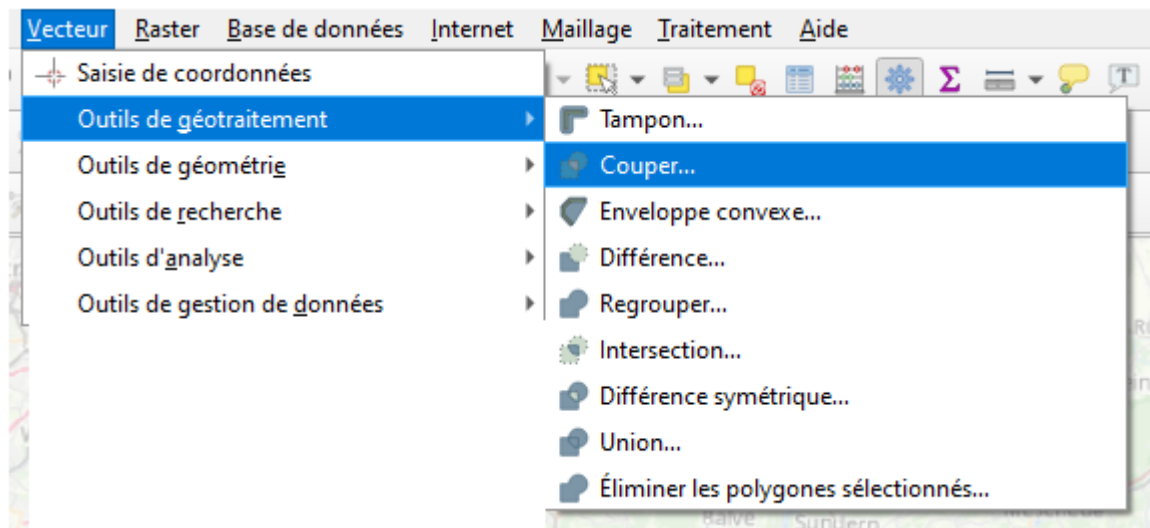 Vecteur Raster Base de données Internet Maillage Traitement Aide
Saisie de coordonnées
Outils de géotraitement
Outils de géométrie
Outils de recherche
Outils d'analyse
Outils de gestion de données
Tampon...
Couper...
Enveloppe convexe...
Différence...
Regrouper...
Intersection...
Différence symétrique...
Union...
Éliminer les polygones sélectionnés...
Balve Sundern